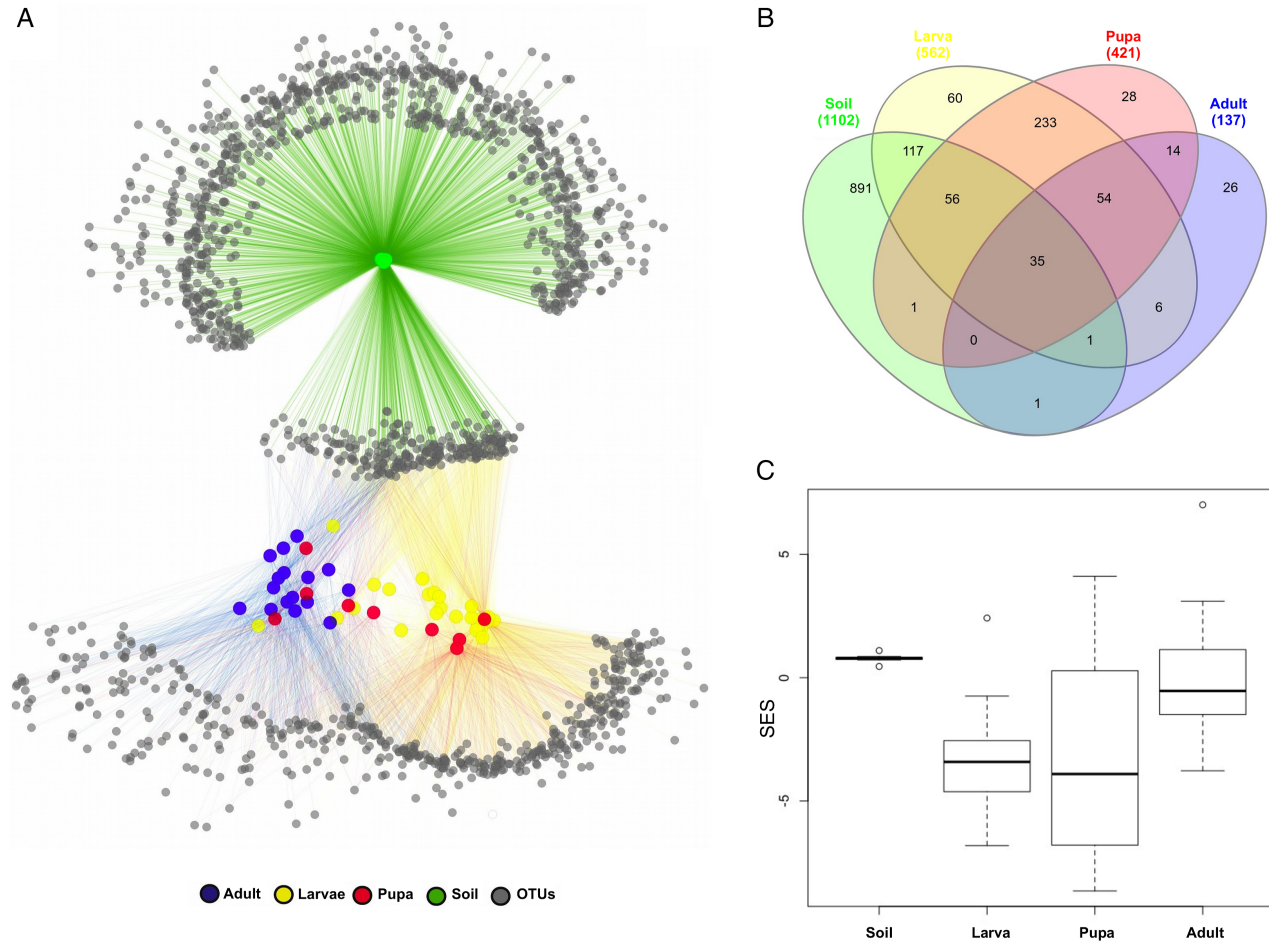 A
B
Larva
(562)
Pupa
(421)
Soil
(1102)
Adult
(137)
60
28
233
117
14
891
56
54
26
35
1
6
0
1
1
C
SES
5
0
-5
Soil
Larva
Pupa
Adult
Adult
Larvae
Pupa
Soil
OTUs